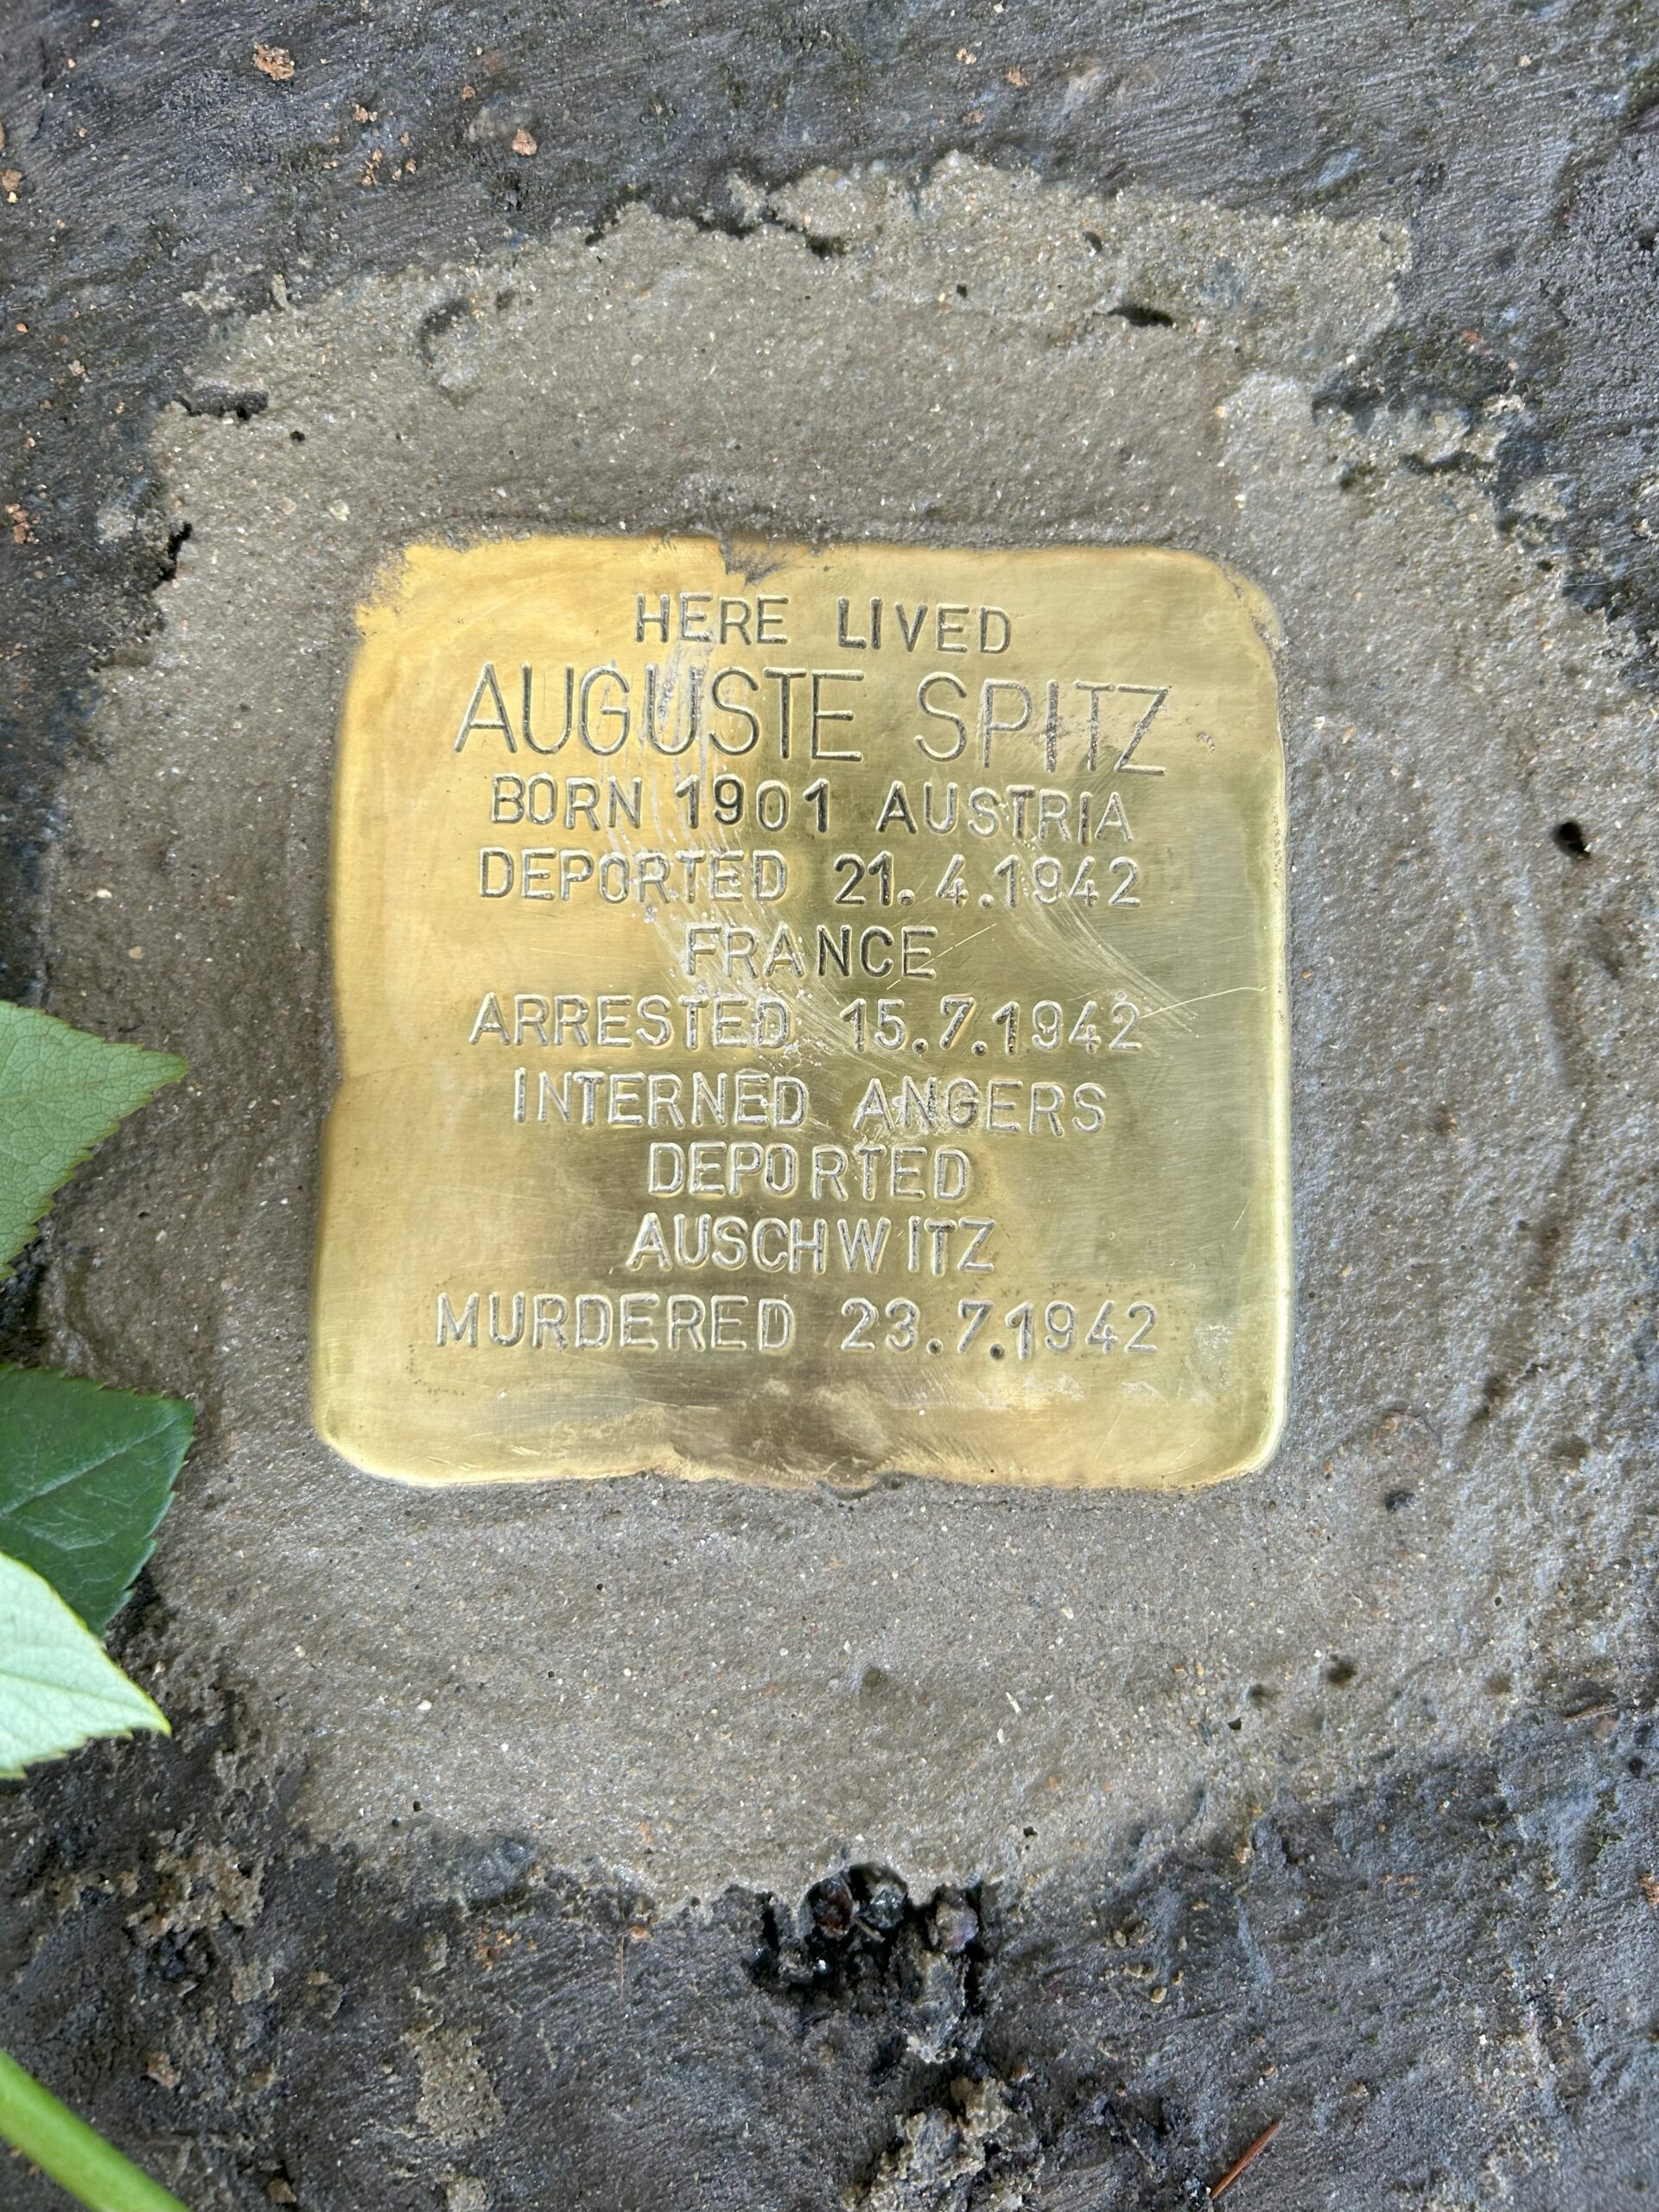 HERE LIVED
AUGUSTE SPITZ
BORN 1901 AUSTRIA
DEPORTED 21.4.1942
FRANCE
ARRESTED 15.7.1942
INTERNED ANGERS
DEPORTED
AUSCHWITZ
MURDERED 23.7.1942